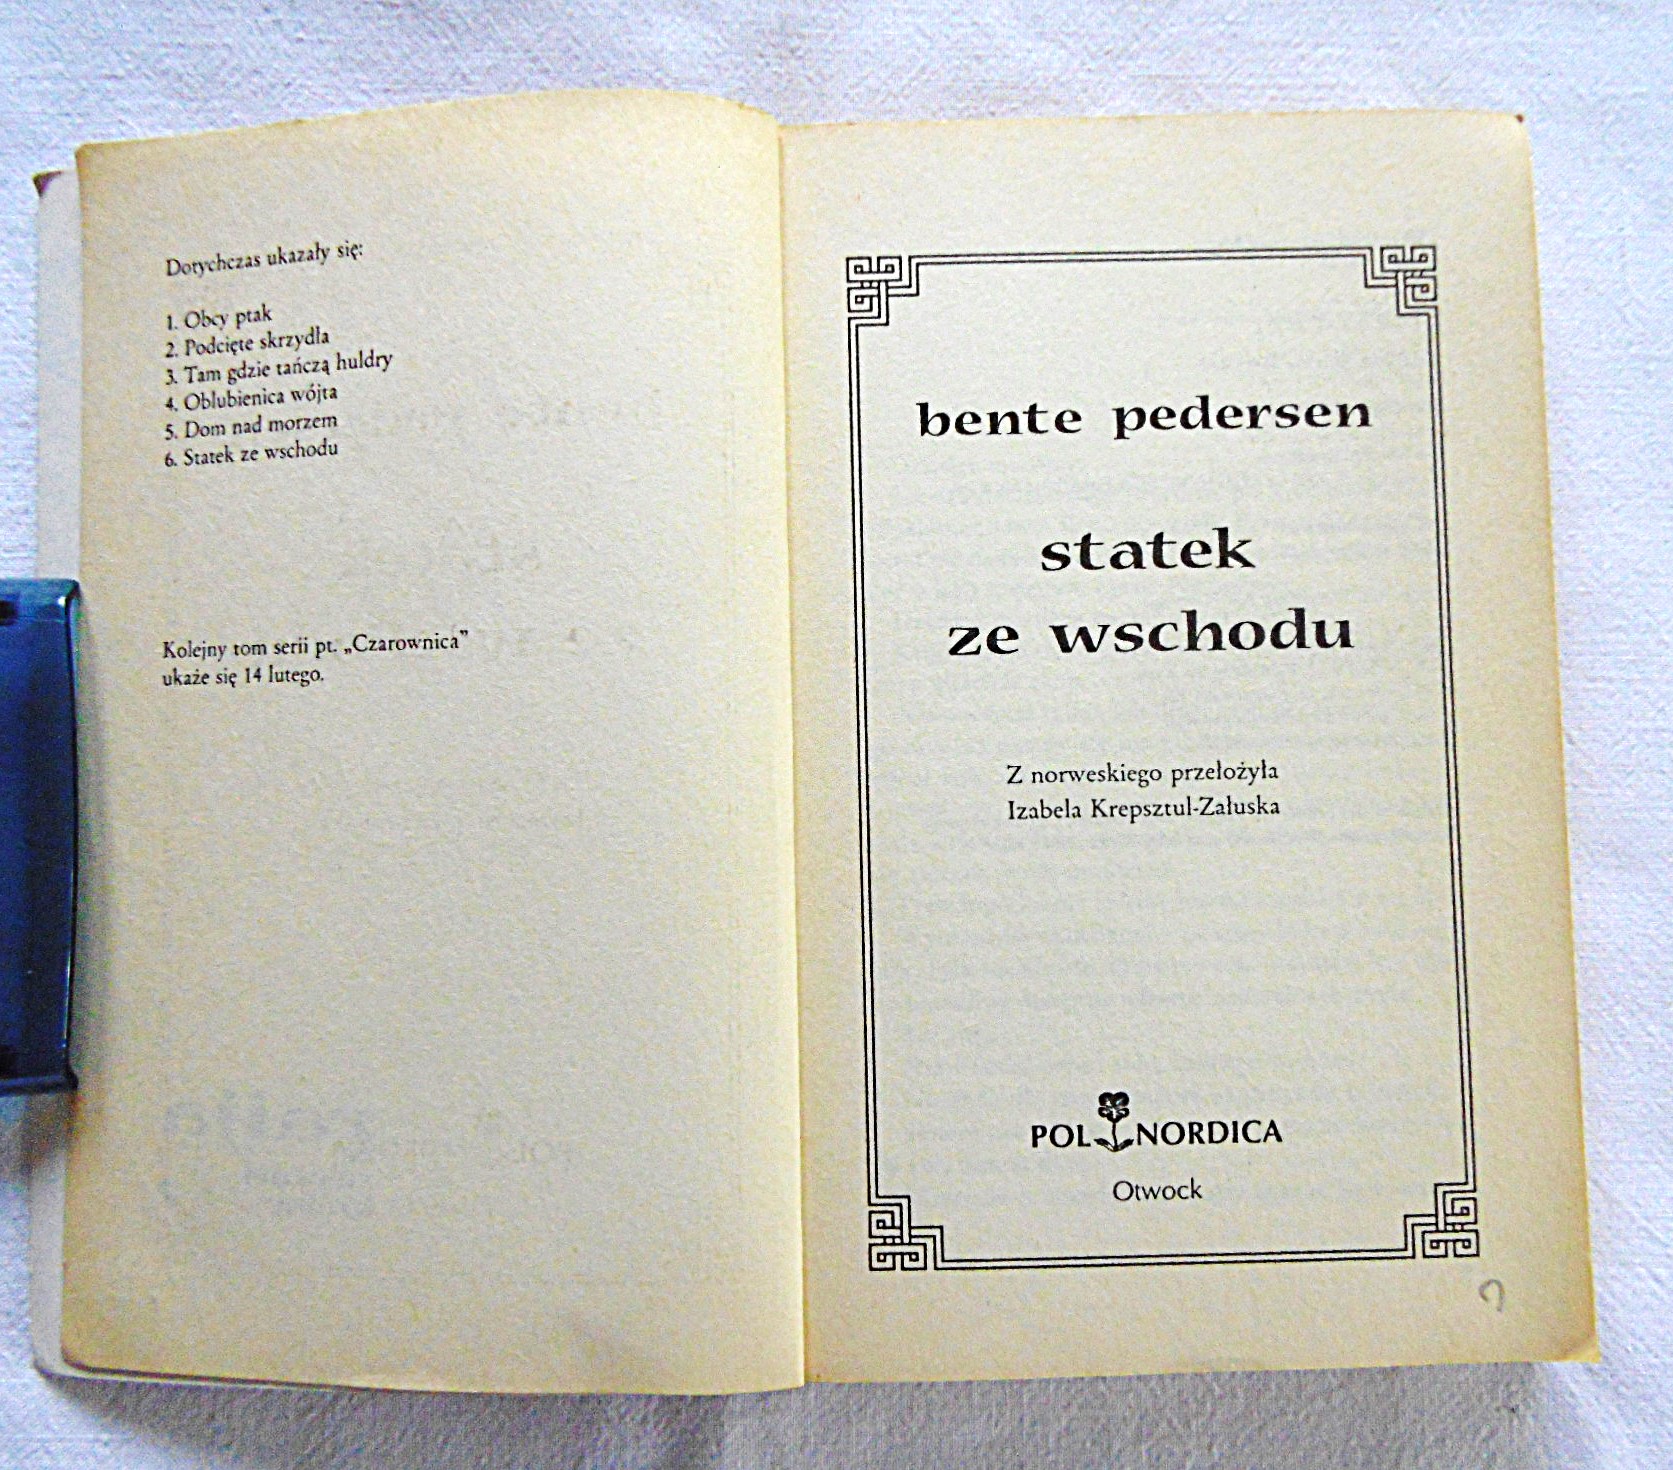 Dotychczas ukazały się:
1. Obcy ptak
2. Podcięte skrzydła
3. Tam gdzie tańczą huldry
4. Oblubienica wójta
5. Dom nad morzem
6. Statek ze wschodu
Kolejny tom serii pt. „Czarownica”
ukaże się 14 lutego.
bente pedersen
statek
ze wschodu
Z norweskiego przełożyła
Izabela Krepsztul-Załuska
POL NORDICA
Otwock